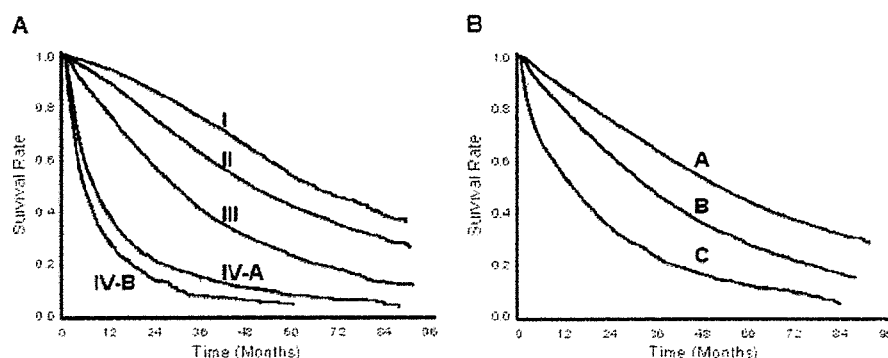 A
1.0
0.8
0.6
0.4
0.2
0.0
Survival Rate
I
II
III
IV-A
IV-B
0 12 24 36 48 60 72 84 96
Time (Months)
B
1.0
0.8
0.6
0.4
0.2
0.0
Survival Rate
A
B
C
0 12 24 36 48 60 72 84 96
Time (Months)